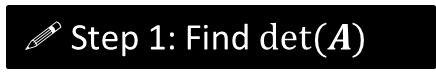 Step 1: Find det(𝑨)